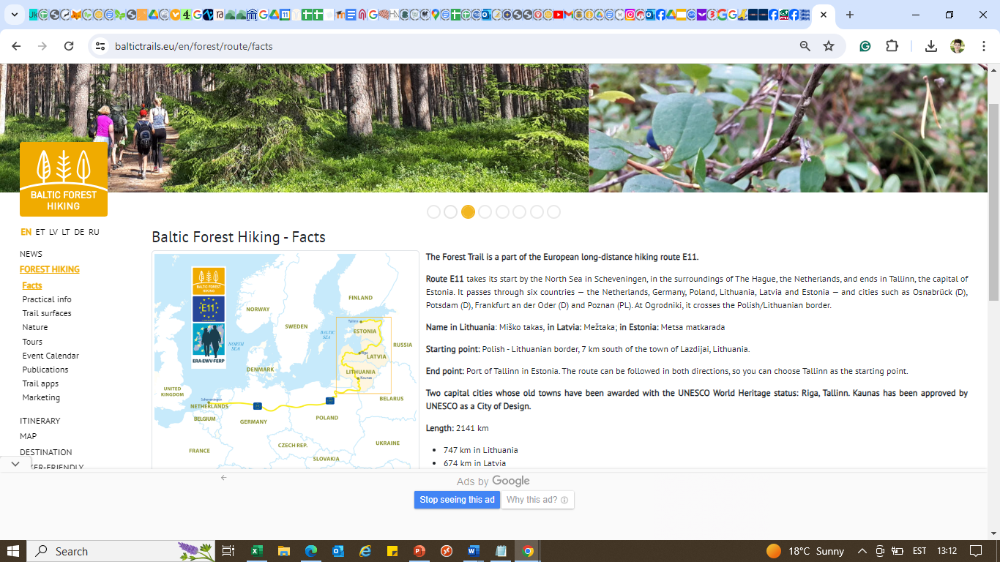 baltictrails.eu/en/forest/route/facts
BALTIC FOREST
HIKING
EN ET LV LT DE RU
NEWS
FOREST HIKING
Facts
Practical info
Trail surfaces
Nature
Tours
Event Calendar
Publications
Trail apps
Marketing
ITINERARY
MAP
DESTINATION
Baltic Forest Hiking - Facts
BALTIC FOREST
HIKING
E11
ERA-EWV-FERP
NORWAY
SWEDEN
FINLAND
NORTH
SEA
BALTIC
SEA
Tallinn
ESTONIA
RUSSIA
Riga
LATVIA
LITHUANIA
Kaunas
DENMARK
UNITED
KINGDOM
Scheveningen
NETHERLANDS
BELGIUM
GERMANY
POLAND
BELARUS
FRANCE
CZECH REP.
SLOVAKIA
UKRAINE
The Forest Trail is a part of the European long-distance hiking route E11.
Route E11 takes its start by the North Sea in Scheveningen, in the surroundings of The Hague, the Netherlands, and ends in Tallinn, the capital of
Estonia. It passes through six countries — the Netherlands, Germany, Poland, Lithuania, Latvia and Estonia — and cities such as Osnabrück (D),
Potsdam (D), Frankfurt an der Oder (D) and Poznan (PL). At Ogrodniki, it crosses the Polish/Lithuanian border.
Name in Lithuania: Miško takas, in Latvia: Mežtaka; in Estonia: Metsa matkarada
Starting point: Polish - Lithuanian border, 7 km south of the town of Lazdijai, Lithuania.
End point: Port of Tallinn in Estonia. The route can be followed in both directions, so you can choose Tallinn as the starting point.
Two capital cities whose old towns have been awarded with the UNESCO World Heritage status: Riga, Tallinn. Kaunas has been approved by
UNESCO as a City of Design.
Length: 2141 km
747 km in Lithuania
674 km in Latvia
Ads by Google
Stop seeing this ad
Why this ad?
Search
18°C Sunny
EST
13:12